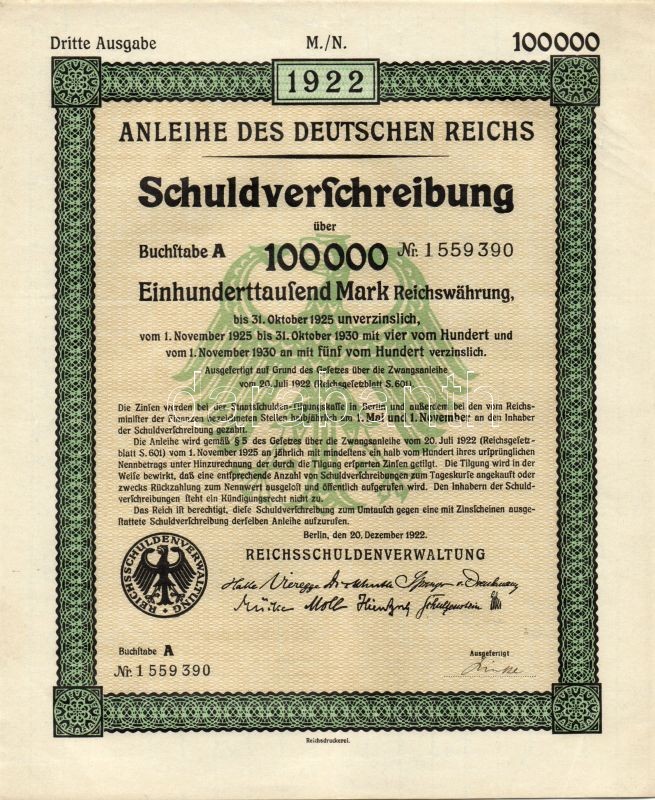 Dritte Ausgabe M./N. 100000
1922
ANLEIHE DES DEUTSCHEN REICHS
Schuldverſchreibung
über
Buchſtabe A 100000 Nr. 1559390
Einhunderttauſend Mark Reichswährung,
bis 31. Oktober 1925 unverzinslich,
vom 1. November 1925 bis 31. Oktober 1930 mit vier vom Hundert und
vom 1. November 1930 an mit fünf vom Hundert verzinslich.
Ausgefertigt auf Grund des Geſetzes über die Zwangsanleihe
vom 20. Juli 1922 (Reichsgeſetzblatt S. 601).
Die Zinſen werden bei der Staatsſchulden-Tilgungskaſſe in Berlin und außerdem bei den vom Reichs-
miniſter der Finanzen bezeichneten Stellen halbjährlich am 1. Mai und 1. November an den Inhaber
der Schuldverſchreibung gezahlt.
Die Anleihe wird gemäß § 5 des Geſetzes über die Zwangsanleihe vom 20. Juli 1922 (Reichsgeſetz-
blatt S. 601) vom 1. November 1925 an jährlich mit mindeſtens ein halb vom Hundert ihres urſprünglichen
Nennbetrags unter Hinzurechnung der durch die Tilgung erſparten Zinſen getilgt. Die Tilgung wird in der
Weiſe bewirkt, daß eine entſprechende Anzahl von Schuldverſchreibungen zum Tageskurſe angekauft oder
zwecks Rückzahlung zum Nennwert ausgeloſt und öffentlich aufgerufen wird. Den Inhabern der Schuld-
verſchreibungen ſteht ein Kündigungsrecht nicht zu.
Das Reich iſt berechtigt, dieſe Schuldverſchreibung zum Umtauſch gegen eine mit Zinsſcheinen ausge-
ſtattete Schuldverſchreibung derſelben Anleihe aufzurufen.
Berlin, den 20. Dezember 1922.
REICHSSCHULDENVERWALTUNG
REICHSSCHULDENVERWALTUNG
Halle Vieregge Springer
Mücke Moll
Buchſtabe A
Nr. 1559390
Ausgefertigt
Reichsdruckerei.